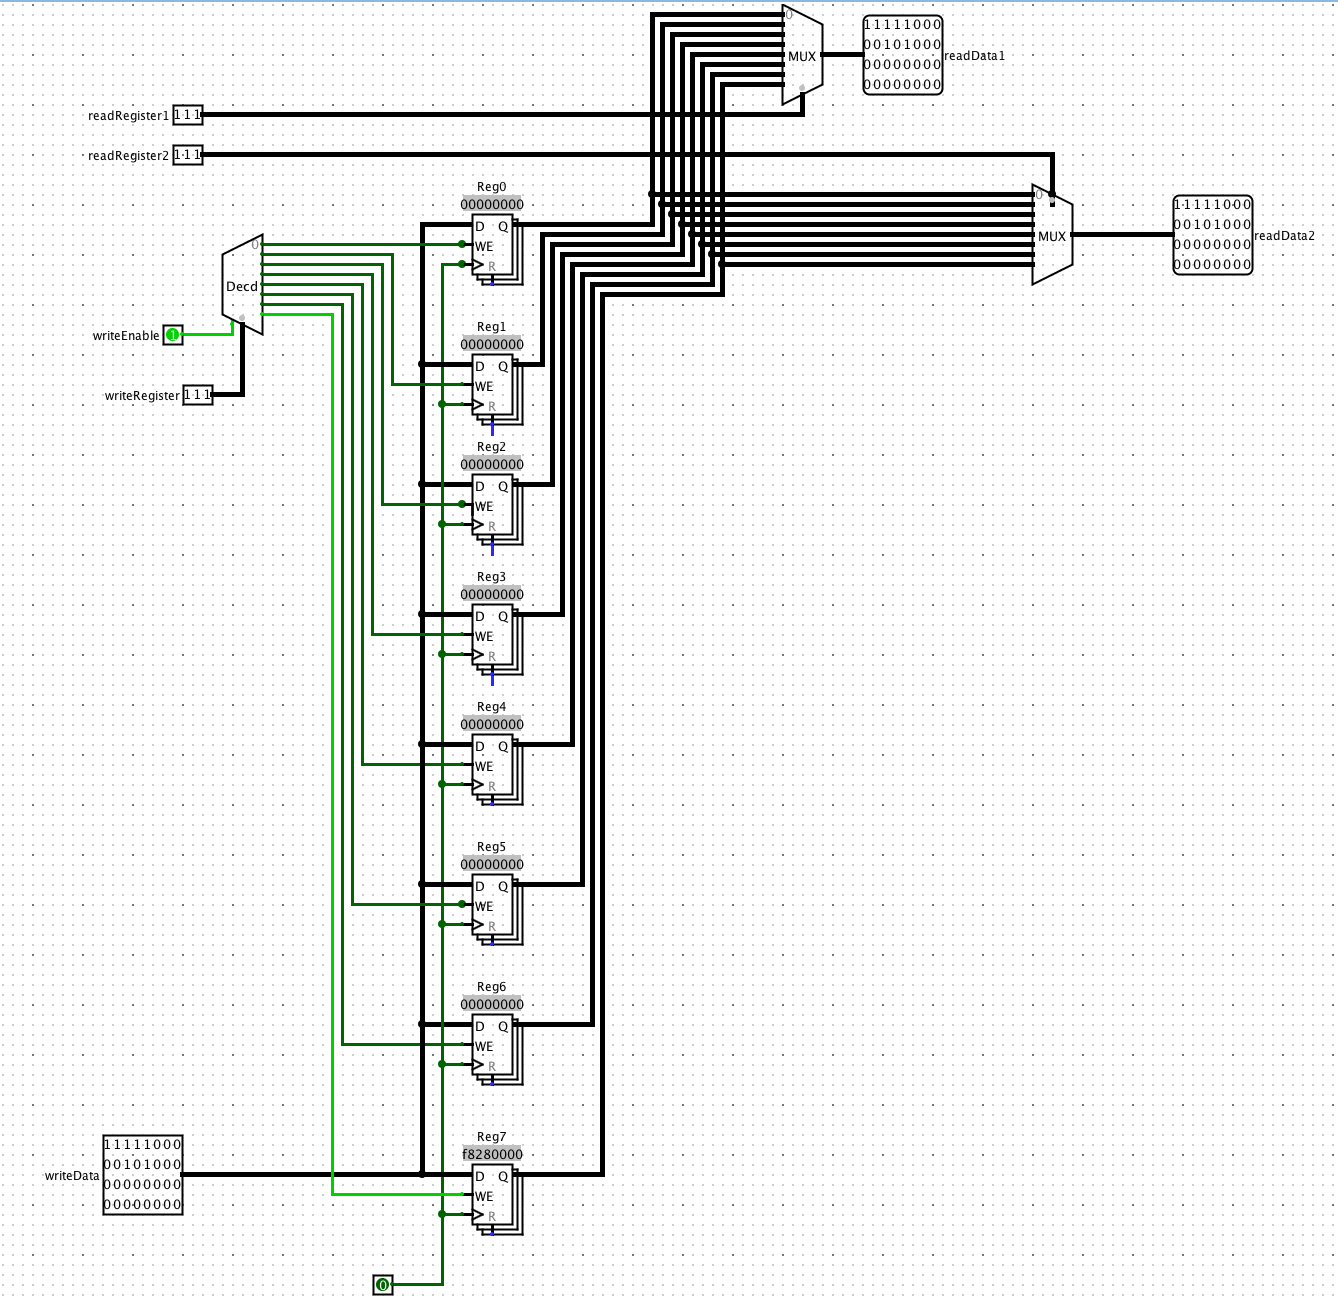 0
MUX
11111000
00101000
00000000
00000000
readData1
readRegister1
111
readRegister2
111
0
MUX
11111000
00101000
00000000
00000000
readData2
Reg0
00000000
D Q
WE
R
0
Decd
writeEnable
1
writeRegister
111
Reg1
00000000
D Q
WE
R
Reg2
00000000
D Q
WE
R
Reg3
00000000
D Q
WE
R
Reg4
00000000
D Q
WE
R
Reg5
00000000
D Q
WE
R
Reg6
00000000
D Q
WE
R
Reg7
f8280000
D Q
WE
R
writeData
11111000
00101000
00000000
00000000
0